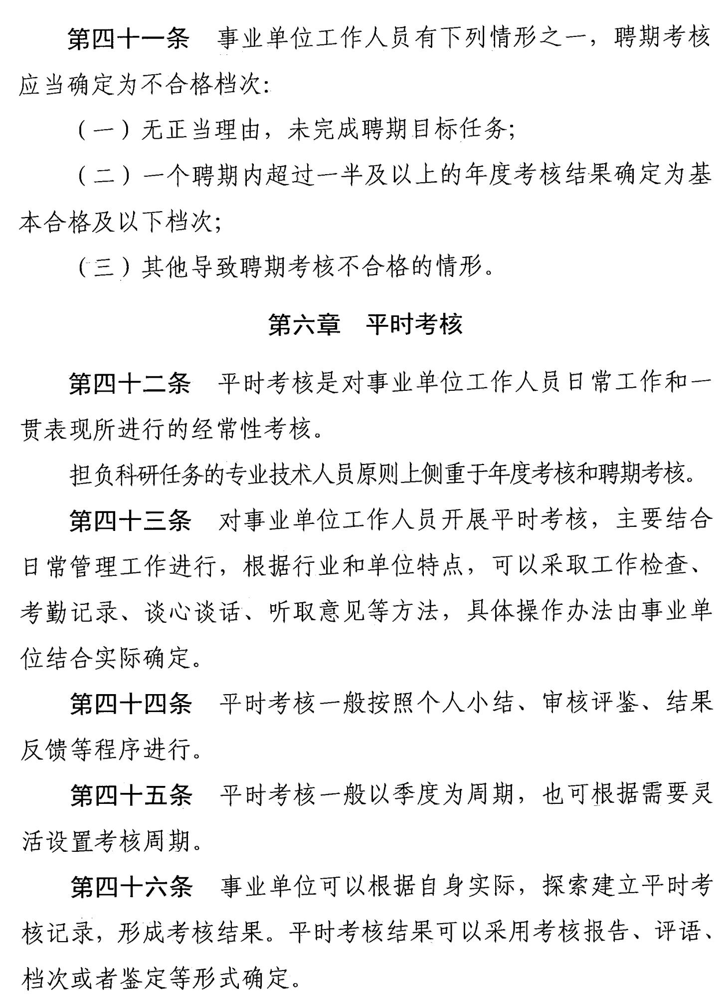 第四十一条　事业单位工作人员有下列情形之一，聘期考核
应当确定为不合格档次：
（一）无正当理由，未完成聘期目标任务；
（二）一个聘期内超过一半及以上的年度考核结果确定为基
本合格及以下档次；
（三）其他导致聘期考核不合格的情形。
第六章　平时考核
第四十二条　平时考核是对事业单位工作人员日常工作和一
贯表现所进行的经常性考核。
担负科研任务的专业技术人员原则上侧重于年度考核和聘期考核。
第四十三条　对事业单位工作人员开展平时考核，主要结合
日常管理工作进行，根据行业和单位特点，可以采取工作检查、
考勤记录、谈心谈话、听取意见等方法，具体操作办法由事业单
位结合实际确定。
第四十四条　平时考核一般按照个人小结、审核评鉴、结果
反馈等程序进行。
第四十五条　平时考核一般以季度为周期，也可根据需要灵
活设置考核周期。
第四十六条　事业单位可以根据自身实际，探索建立平时考
核记录，形成考核结果。平时考核结果可以采用考核报告、评语、
档次或者鉴定等形式确定。